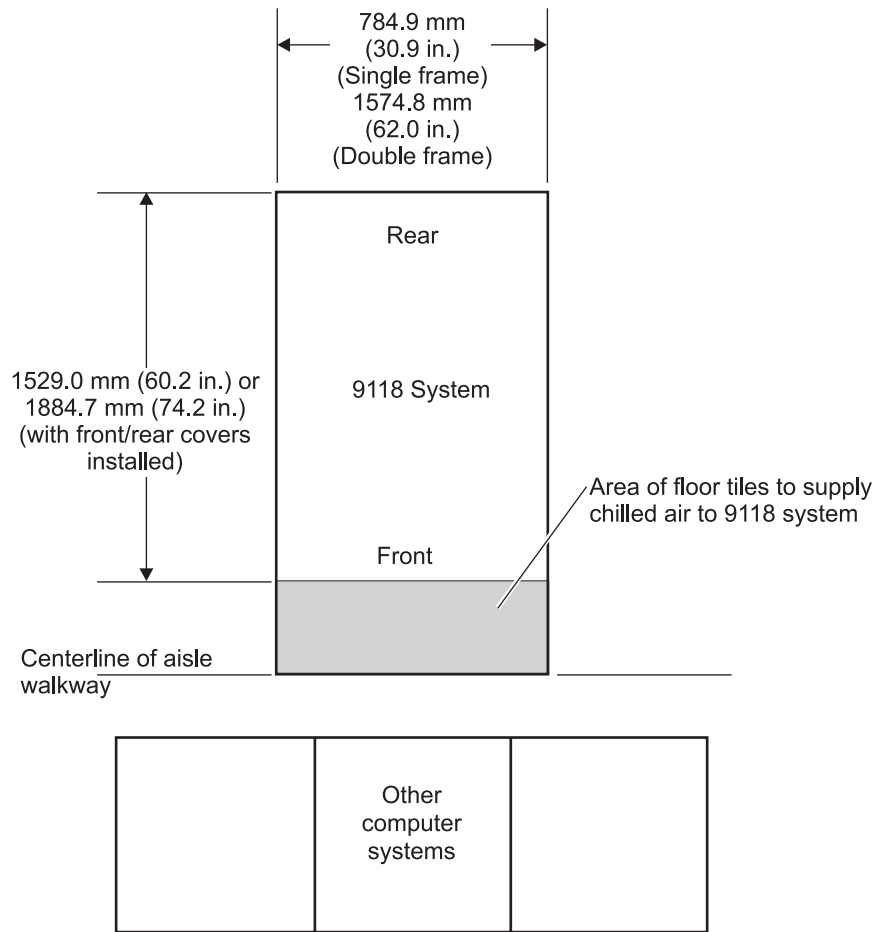 784.9 mm
(30.9 in.)
(Single frame)
1574.8 mm
(62.0 in.)
(Double frame)
Rear
1529.0 mm (60.2 in.) or
1884.7 mm (74.2 in.)
(with front/rear covers
installed)
9118 System
Area of floor tiles to supply
chilled air to 9118 system
Front
Centerline of aisle
walkway
Other
computer
systems